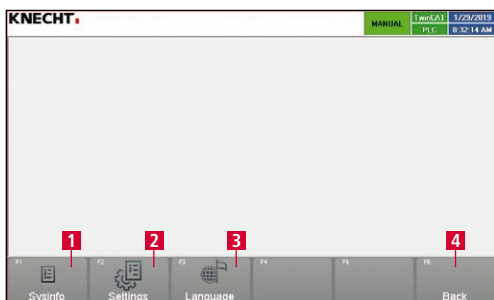 KNECHT.
MANUAL
TwinCAT 1/29/2019
PLC 8:32:14 AM
1 2 3 4
F1 F2 F3 F4 F5 F8
Sysinfo Settings Language Back